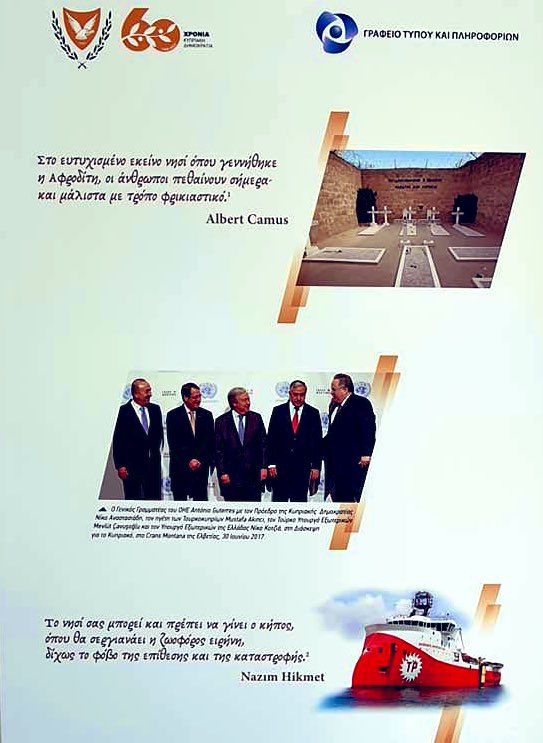 60 ΧΡΟΝΙΑ
ΚΥΠΡΙΑΚΗ
ΔΗΜΟΚΡΑΤΙΑ
ΓΡΑΦΕΙΟ ΤΥΠΟΥ ΚΑΙ ΠΛΗΡΟΦΟΡΙΩΝ
Στο ευτυχισμένο εκείνο νησί όπου γεννήθηκε
η Αφροδίτη, οι άνθρωποι πεθαίνουν σήμερα-
και μάλιστα με τρόπο φρικιαστικό.¹
Albert Camus
Ο Γενικός Γραμματέας του ΟΗΕ António Guterres με τον Πρόεδρο της Κυπριακής Δημοκρατίας
Νίκο Αναστασιάδη, τον ηγέτη των Τουρκοκυπρίων Mustafa Akıncı, τον Τούρκο Υπουργό Εξωτερικών
Mevlüt Çavuşoğlu και τον Υπουργό Εξωτερικών της Ελλάδας Νίκο Κοτζιά, στη Διάσκεψη
για το Κυπριακό, στο Crans Montana της Ελβετίας, 30 Ιουνίου 2017.
Το νησί σας μπορεί και πρέπει να γίνει ο κήπος,
όπου θα σεργιανάει η ζωοφόρος ειρήνη,
δίχως το φόβο της επίθεσης και της καταστροφής.²
Nazım Hikmet
TP